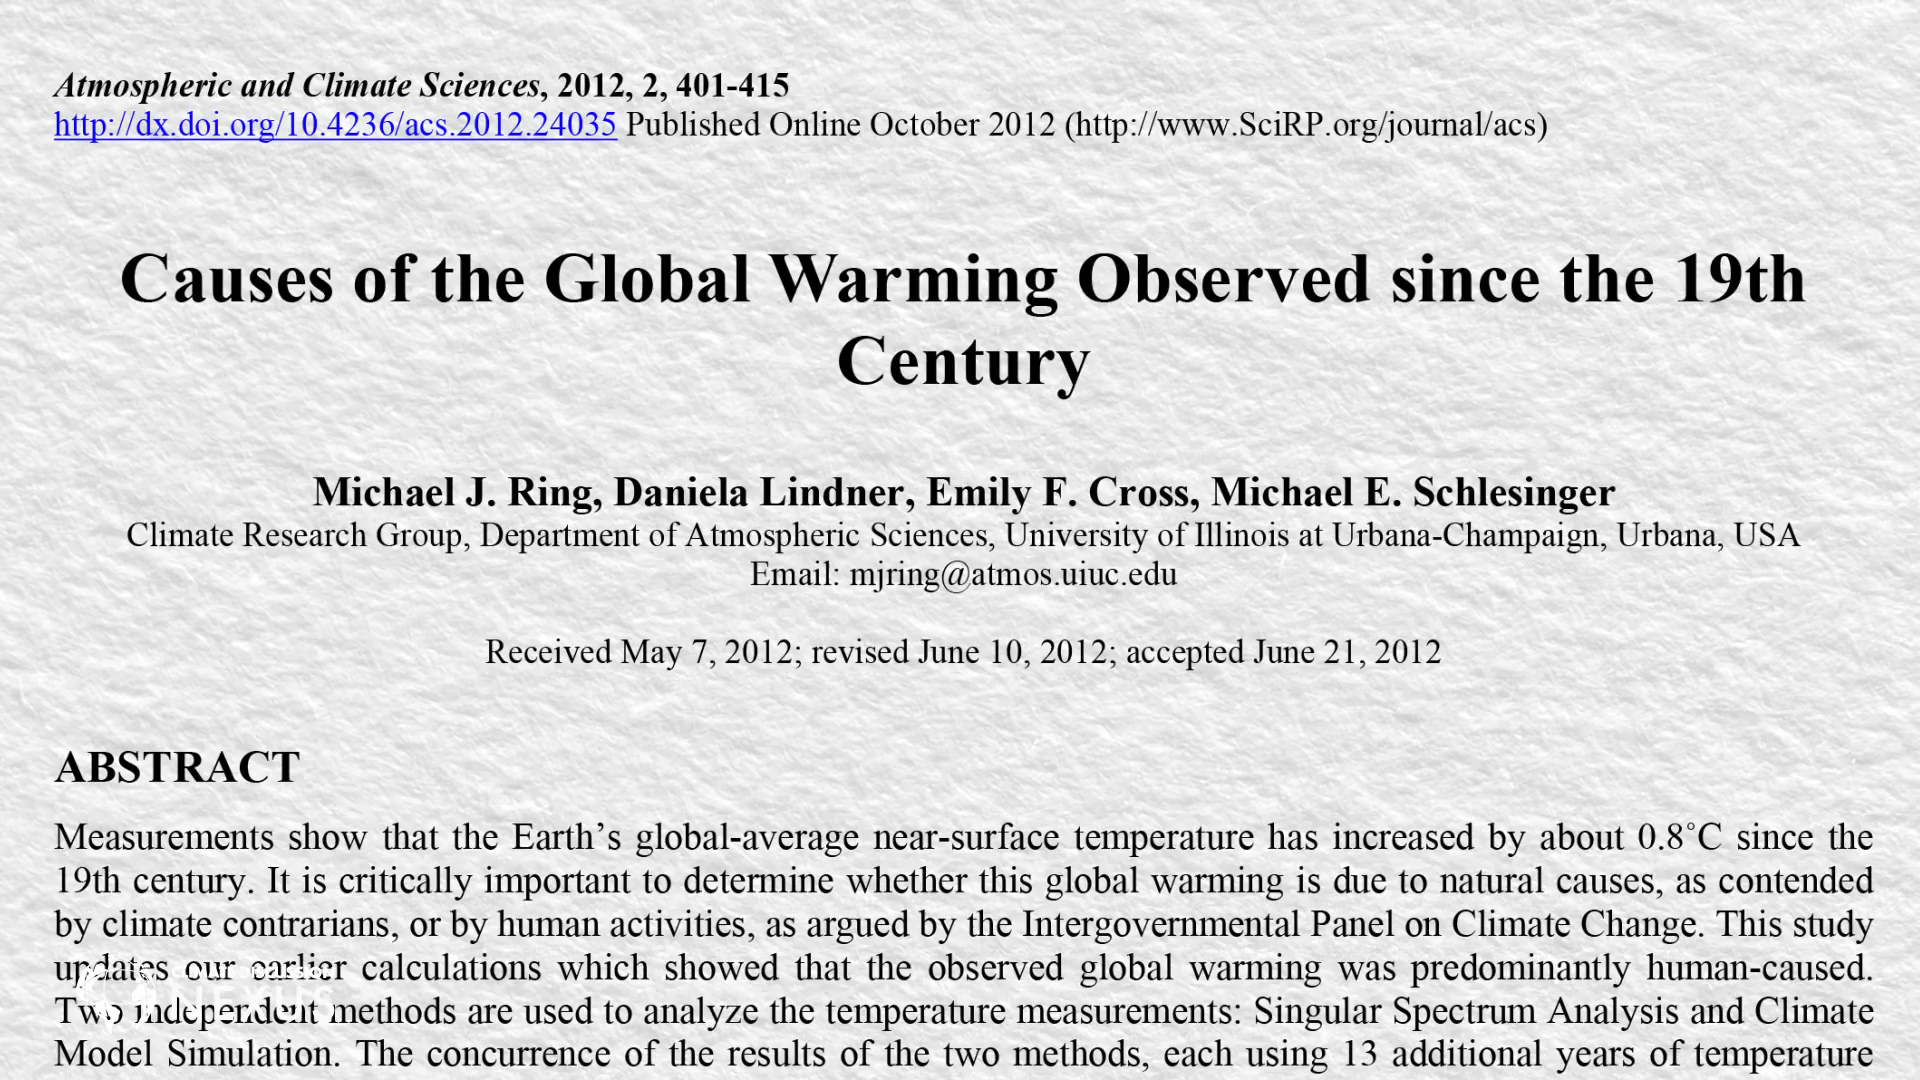 Atmospheric and Climate Sciences, 2012, 2, 401-415
http://dx.doi.org/10.4236/acs.2012.24035 Published Online October 2012 (http://www.SciRP.org/journal/acs)
Causes of the Global Warming Observed since the 19th
Century
Michael J. Ring, Daniela Lindner, Emily F. Cross, Michael E. Schlesinger
Climate Research Group, Department of Atmospheric Sciences, University of Illinois at Urbana-Champaign, Urbana, USA
Email: mjring@atmos.uiuc.edu
Received May 7, 2012; revised June 10, 2012; accepted June 21, 2012
ABSTRACT
Measurements show that the Earth’s global-average near-surface temperature has increased by about 0.8˚C since the
19th century. It is critically important to determine whether this global warming is due to natural causes, as contended
by climate contrarians, or by human activities, as argued by the Intergovernmental Panel on Climate Change. This study
updates our earlier calculations which showed that the observed global warming was predominantly human-caused.
Two independent methods are used to analyze the temperature measurements: Singular Spectrum Analysis and Climate
Model Simulation. The concurrence of the results of the two methods, each using 13 additional years of temperature
CLIMATE DISCUSSION
NEXUS